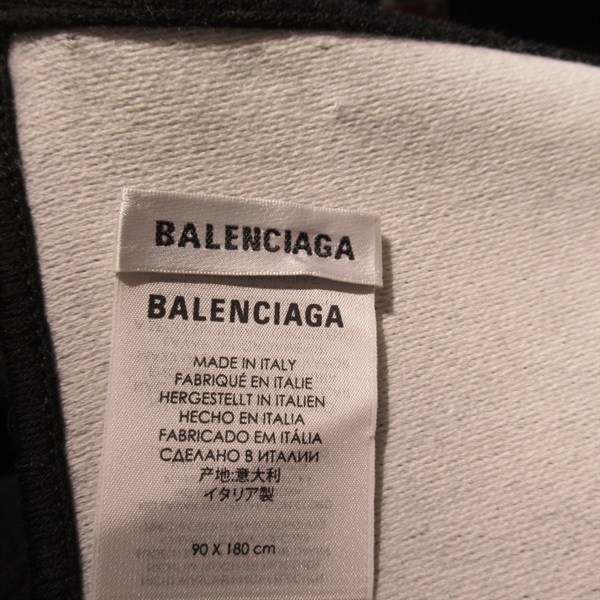 BALENCIAGA
BALENCIAGA
MADE IN ITALY
FABRIQUÉ EN ITALIE
HERGESTELLT IN ITALIEN
HECHO EN ITALIA
FABRICADO EM ITÁLIA
СДЕЛАНО В ИТАЛИИ
产地:意大利
イタリア製
90 X 180 cm